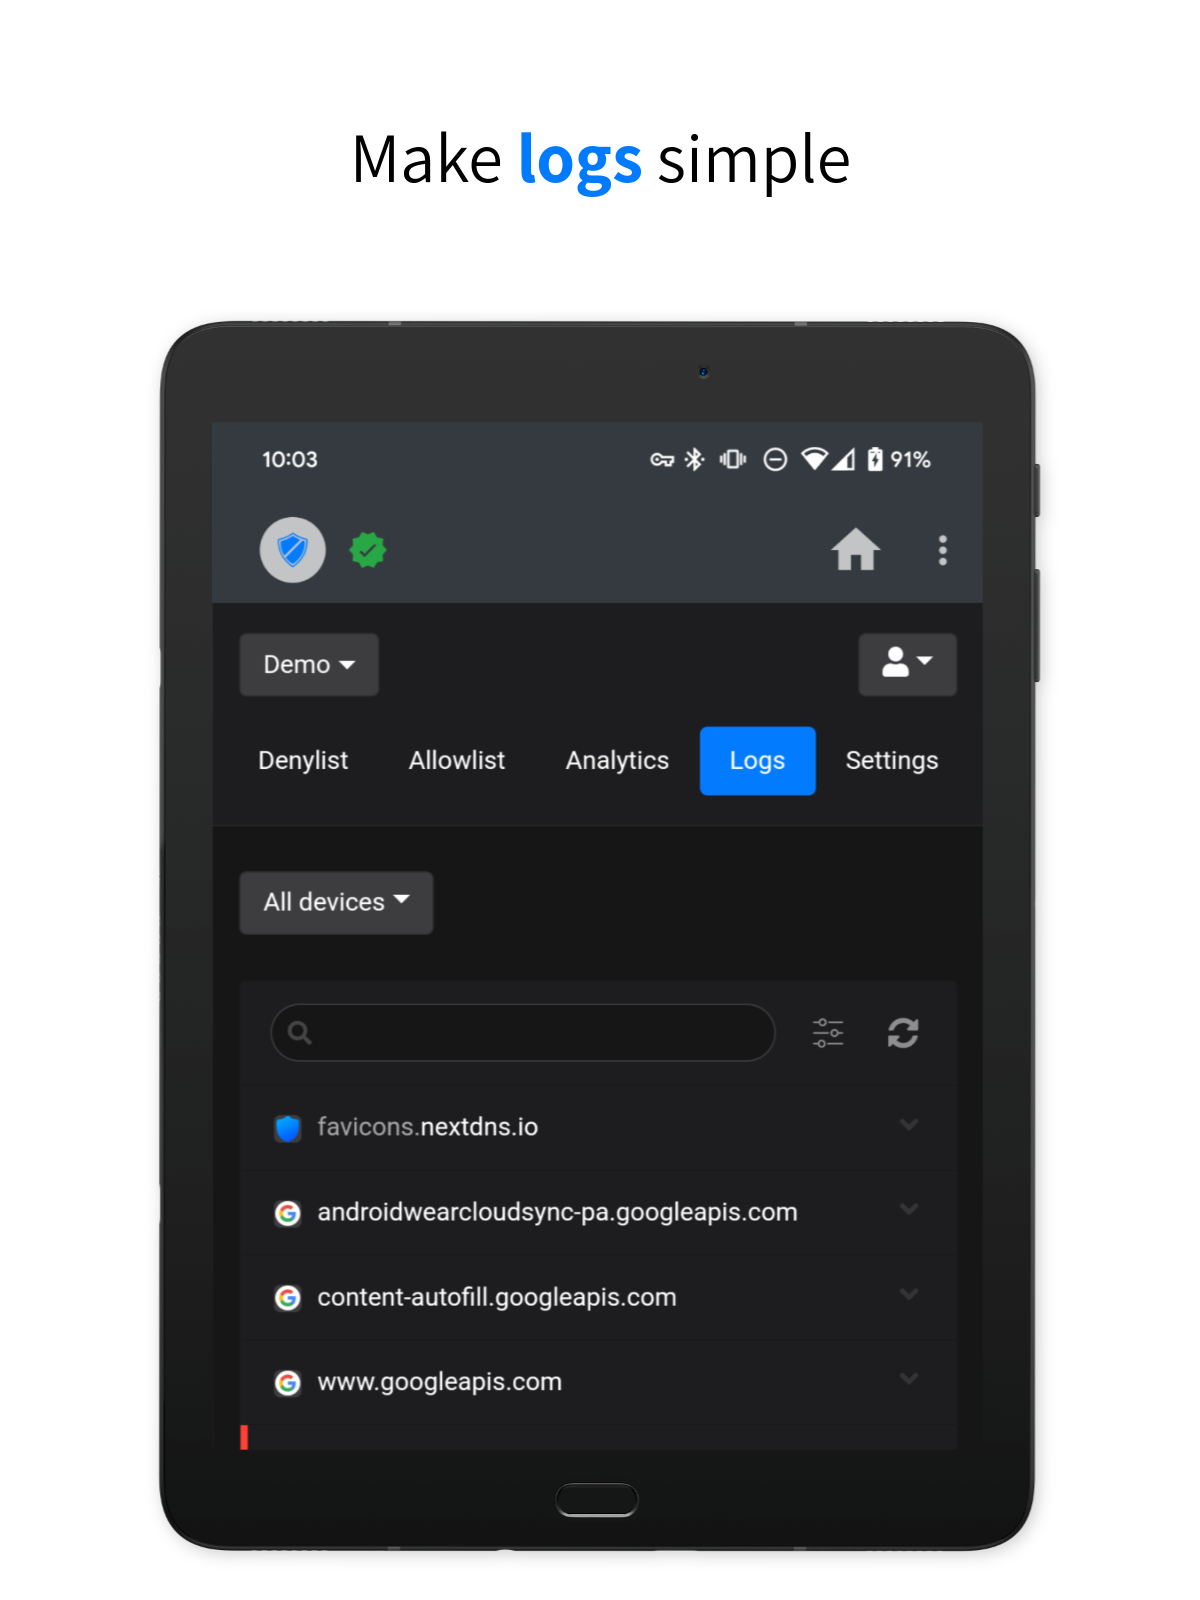 Make logs simple
10:03 91%
Demo
Denylist Allowlist Analytics Logs Settings
All devices
favicons.nextdns.io
androidwearcloudsync-pa.googleapis.com
content-autofill.googleapis.com
www.googleapis.com